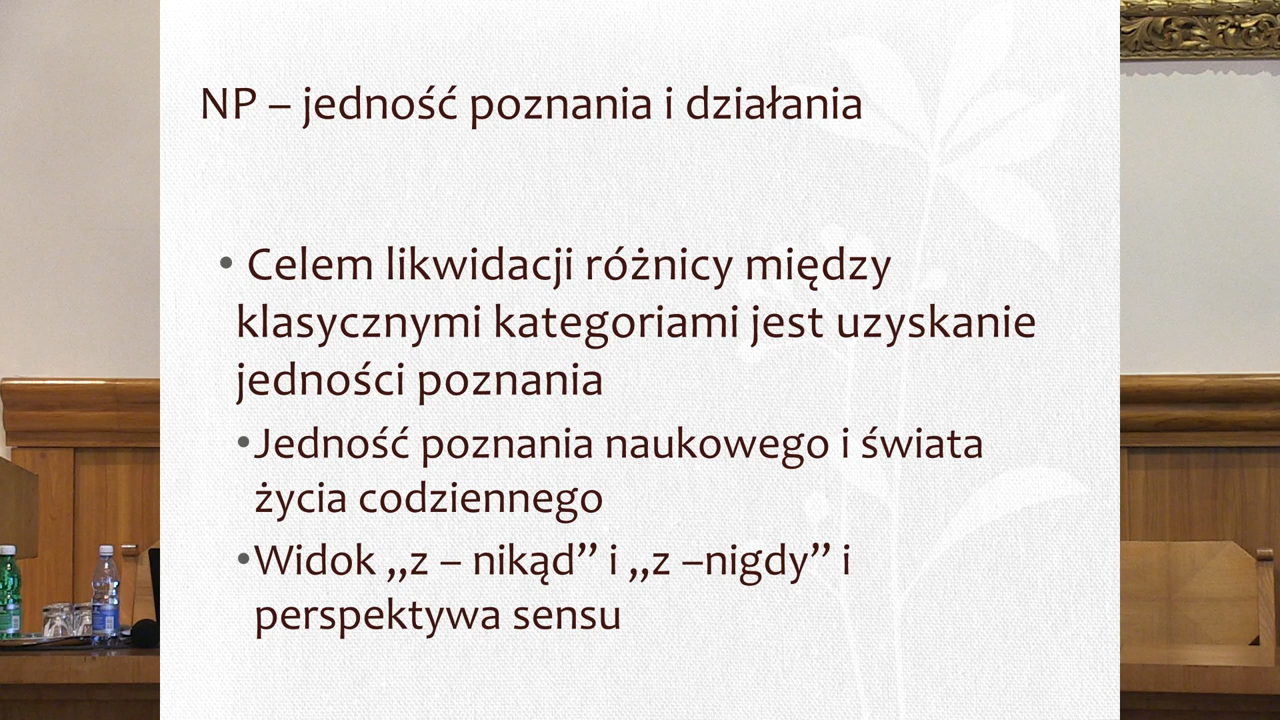 NP – jedność poznania i działania
• Celem likwidacji różnicy między
klasycznymi kategoriami jest uzyskanie
jedności poznania
•Jedność poznania naukowego i świata
życia codziennego
•Widok „z – nikąd” i „z –nigdy” i
perspektywa sensu